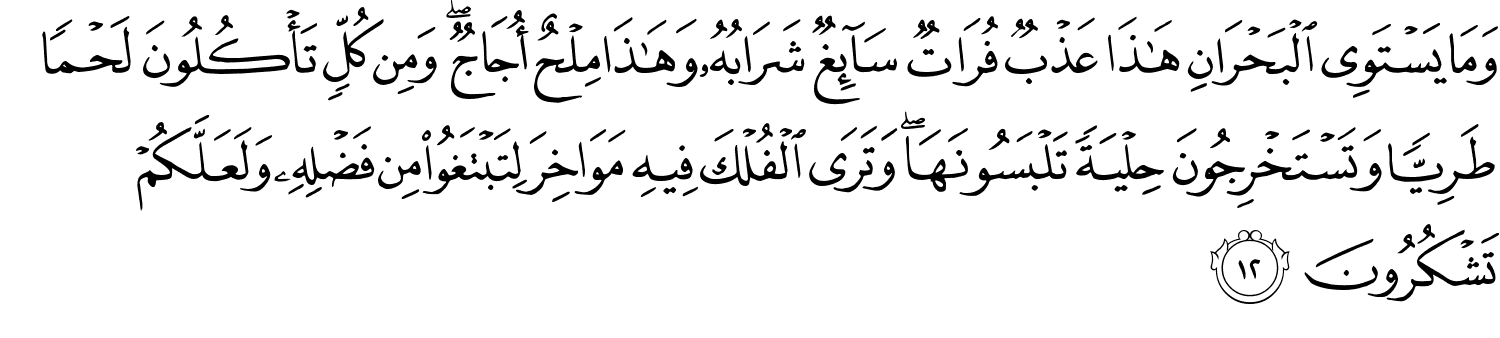 وَمَا يَسْتَوِى ٱلْبَحْرَانِ هَـٰذَا عَذْبٌ فُرَاتٌ سَآئِغٌ شَرَابُهُۥ وَهَـٰذَا مِلْحٌ أُجَاجٌ ۖ وَمِن كُلٍّ تَأْكُلُونَ لَحْمًا
طَرِيًّا وَتَسْتَخْرِجُونَ حِلْيَةً تَلْبَسُونَهَا ۖ وَتَرَى ٱلْفُلْكَ فِيهِ مَوَاخِرَ لِتَبْتَغُوا۟ مِن فَضْلِهِۦ وَلَعَلَّكُمْ
تَشْكُرُونَ ١٢